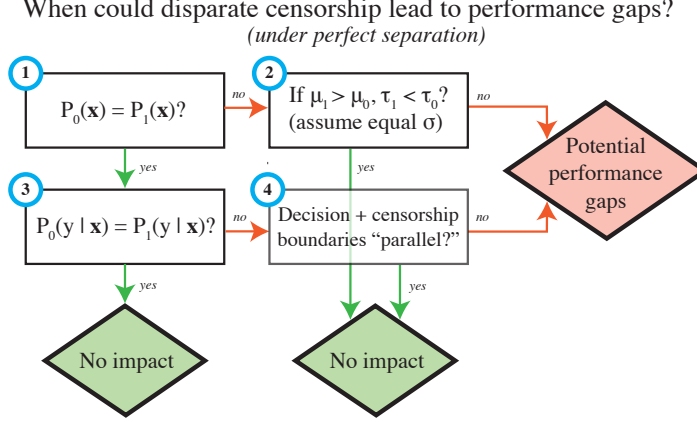 When could disparate censorship lead to performance gaps?
(under perfect separation)
1
P₀(x) = P₁(x)?
no
2
If μ₁ > μ₀, τ₁ < τ₀?
(assume equal σ)
no
Potential
performance
gaps
yes
yes
3
P₀(y | x) = P₁(y | x)?
no
4
Decision + censorship
boundaries “parallel?”
no
yes
yes
No impact
No impact